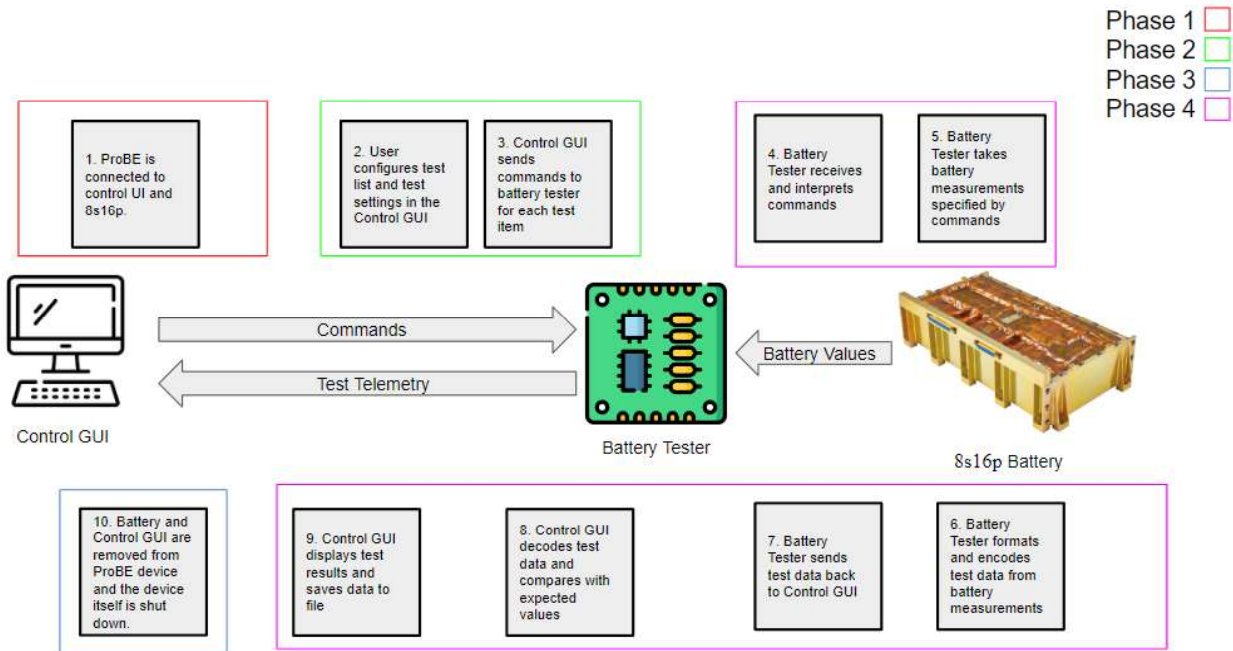 Phase 1
Phase 2
Phase 3
Phase 4
1. ProBE is
connected to
control UI and
8s16p.
2. User
configures test
list and test
settings in the
Control GUI
3. Control GUI
sends
commands to
battery tester
for each test
item
4. Battery
Tester receives
and interprets
commands
5. Battery
Tester takes
battery
measurements
specified by
commands
Commands
Test Telemetry
Battery Values
Control GUI
Battery Tester
8s16p Battery
10. Battery and
Control GUI are
removed from
ProBE device
and the device
itself is shut
down.
9. Control GUI
displays test
results and
saves data to
file
8. Control GUI
decodes test
data and
compares with
expected
values
7. Battery
Tester sends
test data back
to Control GUI
6. Battery
Tester formats
and encodes
test data from
battery
measurements